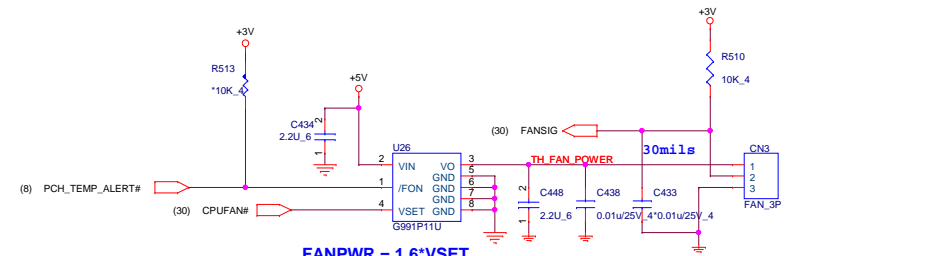 +3V
+3V
R513
*10K_4
R510
10K_4
+5V
C434
2
1
2.2U_6
(30) FANSIG
30mils
U26
TH_FAN_POWER
CN3
2 VIN VO 3
GND 5
1 /FON GND 6
GND 7
4 VSET GND 8
G991P11U
1
2
3
FAN_3P
(8) PCH_TEMP_ALERT#
(30) CPUFAN#
2
1
C448
2.2U_6
C438
0.01u/25V_4
C433
*0.01u/25V_4
FANPWR = 1.6*VSET